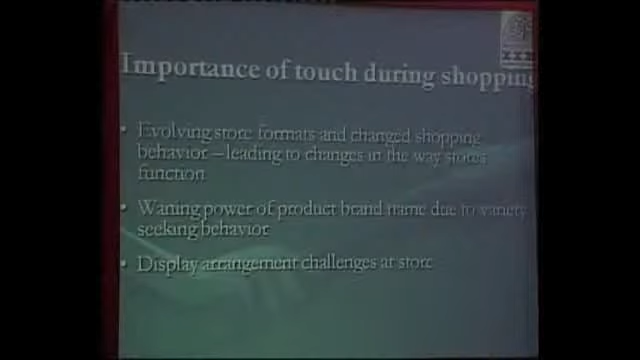 Importance of touch during shopping
• Evolving store formats and changed shopping
behavior – leading to changes in the way stores
function
• Waning power of product brand name due to variety
seeking behavior
• Display arrangement challenges at store